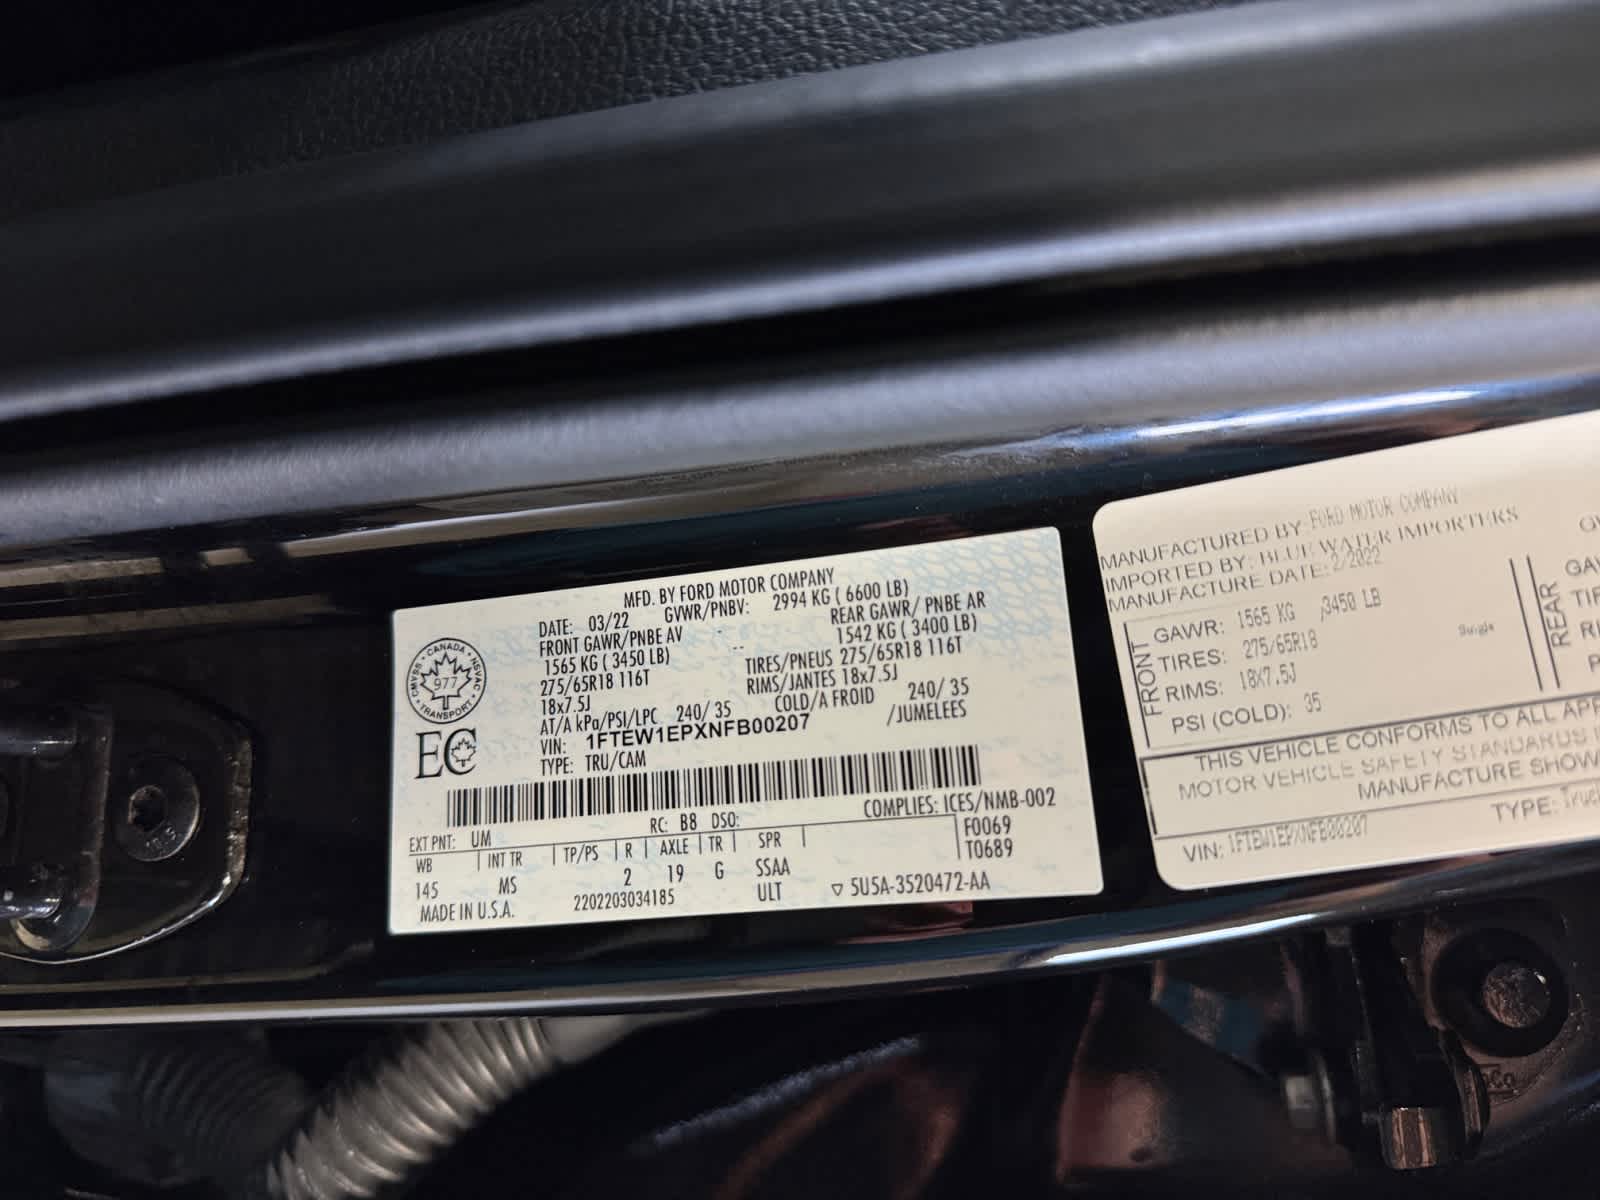 MFD. BY FORD MOTOR COMPANY
DATE: 03/22 GVWR/PNBV: 2994 KG ( 6600 LB)
FRONT GAWR/PNBE AV -- REAR GAWR/ PNBE AR
1565 KG ( 3450 LB) -- 1542 KG ( 3400 LB)
275/65R18 116T TIRES/PNEUS 275/65R18 116T
18x7.5J RIMS/JANTES 18x7.5J
AT/A kPa/PSI/LPC 240/ 35 COLD/A FROID 240/ 35
VIN: 1FTEW1EPXNFB00207 /JUMELEES
TYPE: TRU/CAM
CANADA
CMVSS NSVAC
977
TRANSPORT
EC
COMPLIES: ICES/NMB-002
EXT PNT: UM RC: B8 DSO: F0069
WB INT TR TP/PS R AXLE TR SPR T0689
145 MS 2 19 G SSAA
MADE IN U.S.A. 2202203034185 ULT ▽ 5U5A-3520472-AA
MANUFACTURED BY: FORD MOTOR COMPANY
IMPORTED BY: BLUE WATER IMPORTERS
MANUFACTURE DATE: 2/2022
FRONT
GAWR: 1565 KG /3450 LB
TIRES: 275/65R18 Single
RIMS: 18X7.5J
PSI (COLD): 35
REAR
THIS VEHICLE CONFORMS TO ALL
MOTOR VEHICLE SAFETY STANDARDS
MANUFACTURE SHOW
VIN: 1FTEW1EPXNFB00207 TYPE: Truck